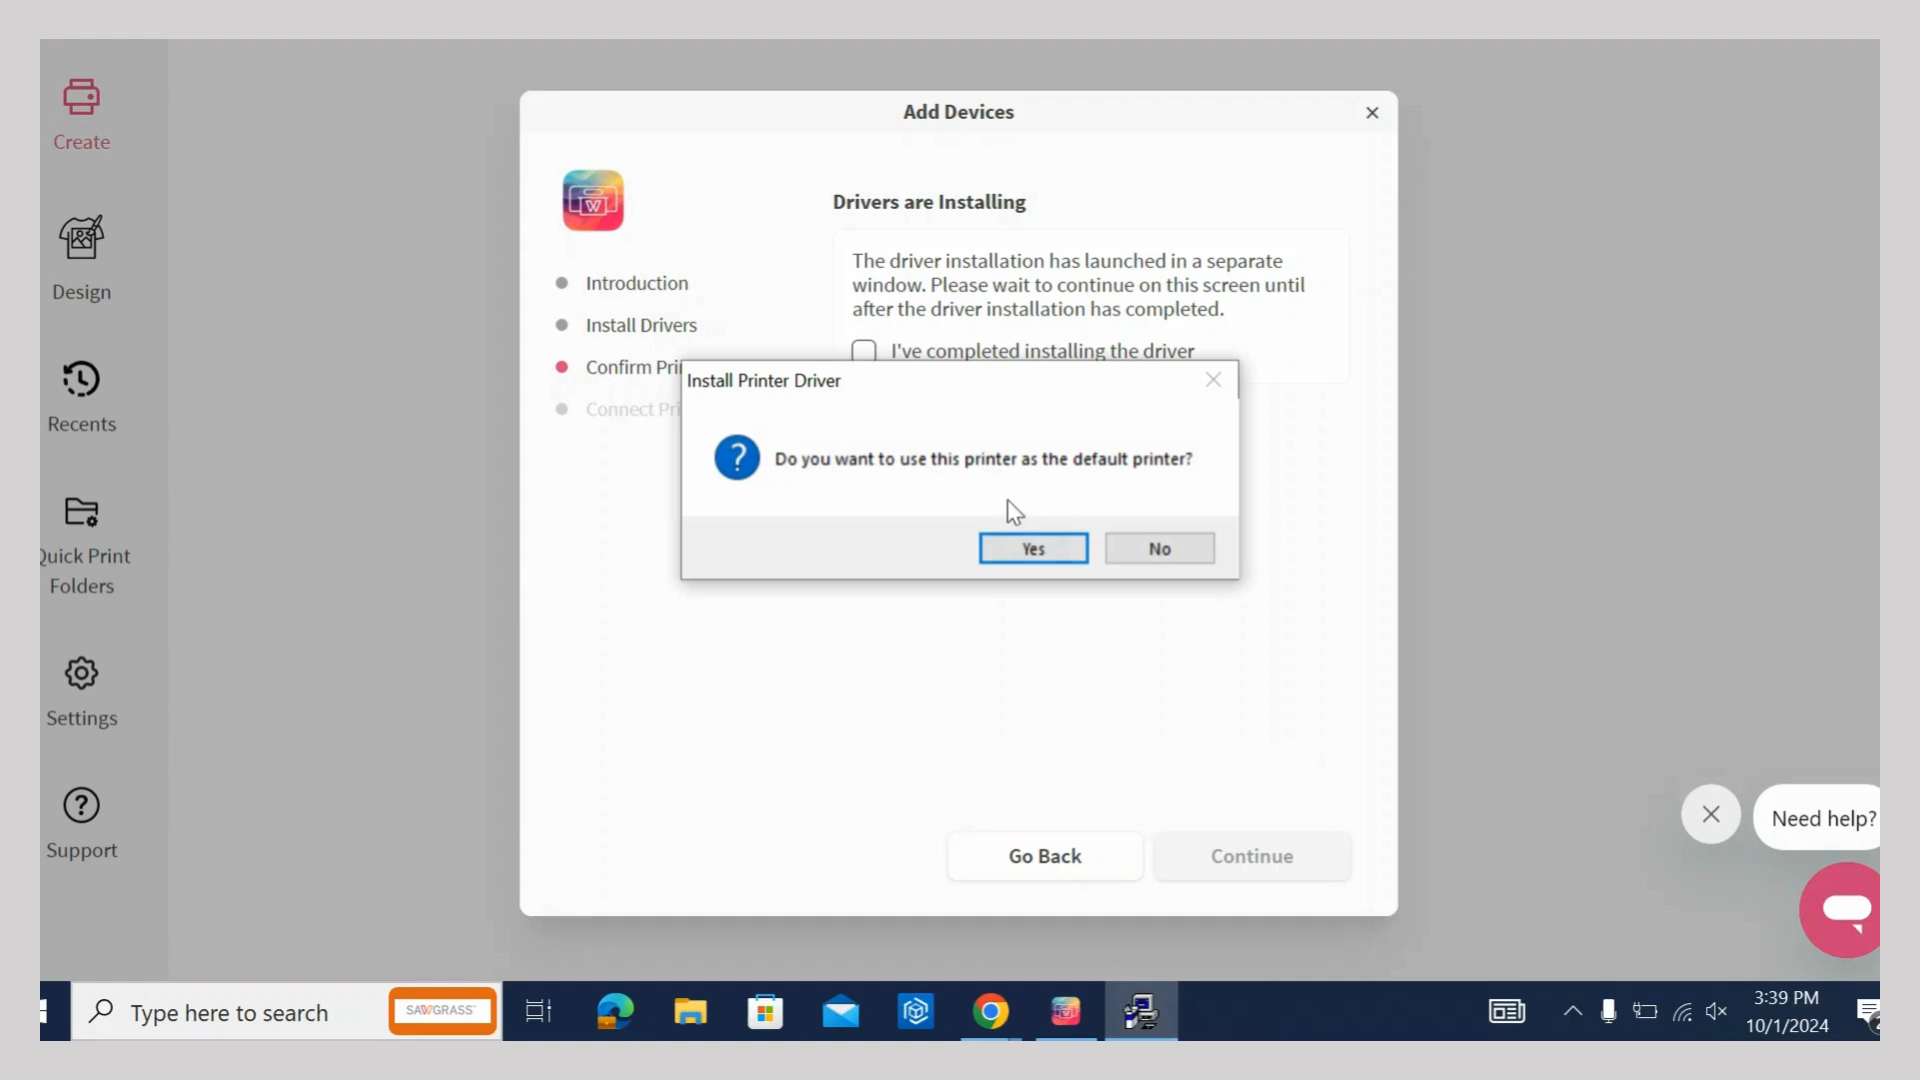 Create
Design
Recents
Quick Print
Folders
Settings
Support
Add Devices
W
Introduction
Install Drivers
Confirm Pri
Connect Pri
Drivers are Installing
The driver installation has launched in a separate
window. Please wait to continue on this screen until
after the driver installation has completed.
I've completed installing the driver
Install Printer Driver
Do you want to use this printer as the default printer?
Yes
No
Go Back
Continue
Need help?
Type here to search
SAWGRASS
3:39 PM
10/1/2024
2